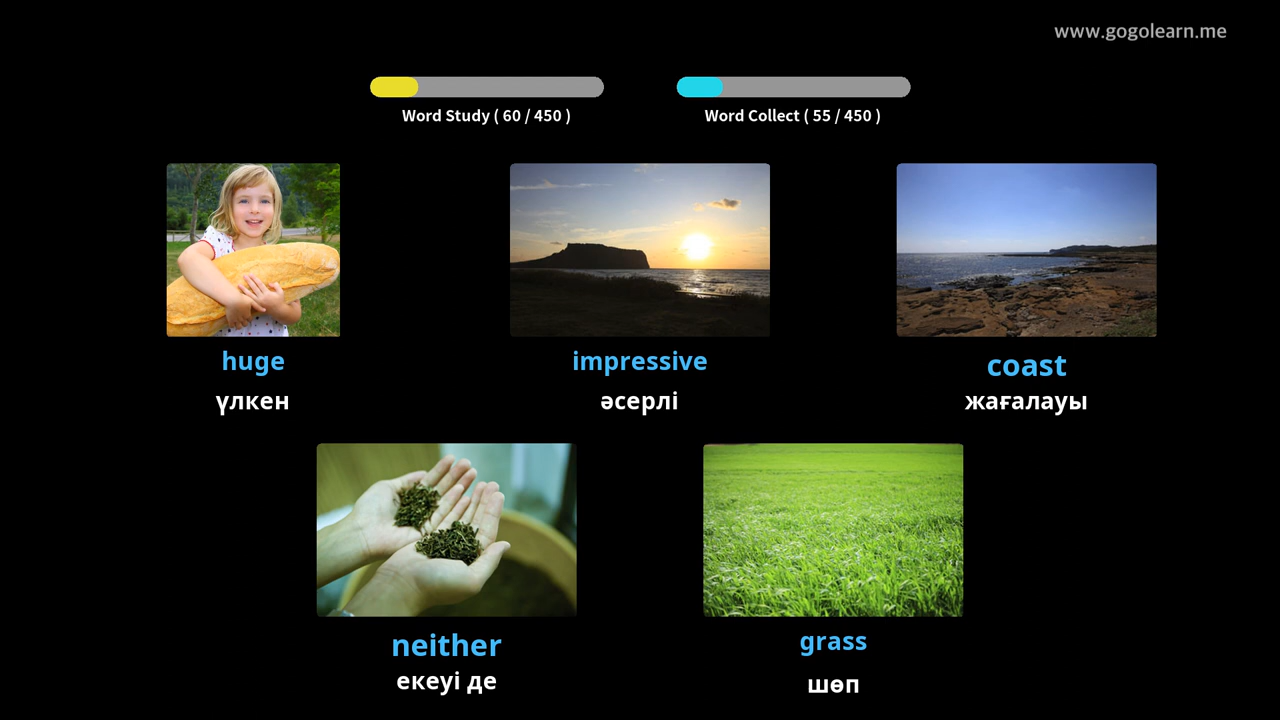 www.gogolearn.me
Word Study ( 60 / 450 )
Word Collect ( 55 / 450 )
huge
үлкен
impressive
әсерлі
coast
жағалауы
neither
екеуі де
grass
шөп